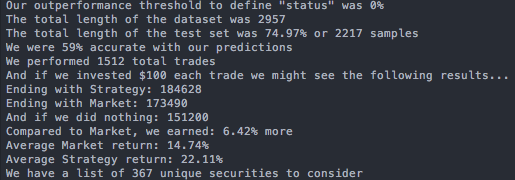 Our outperformance threshold to define "status" was 0%
The total length of the dataset was 2957
The total length of the test set was 74.97% or 2217 samples
We were 59% accurate with our predictions
We performed 1512 total trades
And if we invested $100 each trade we might see the following results...
Ending with Strategy: 184628
Ending with Market: 173490
And if we did nothing: 151200
Compared to Market, we earned: 6.42% more
Average Market return: 14.74%
Average Strategy return: 22.11%
We have a list of 367 unique securities to consider